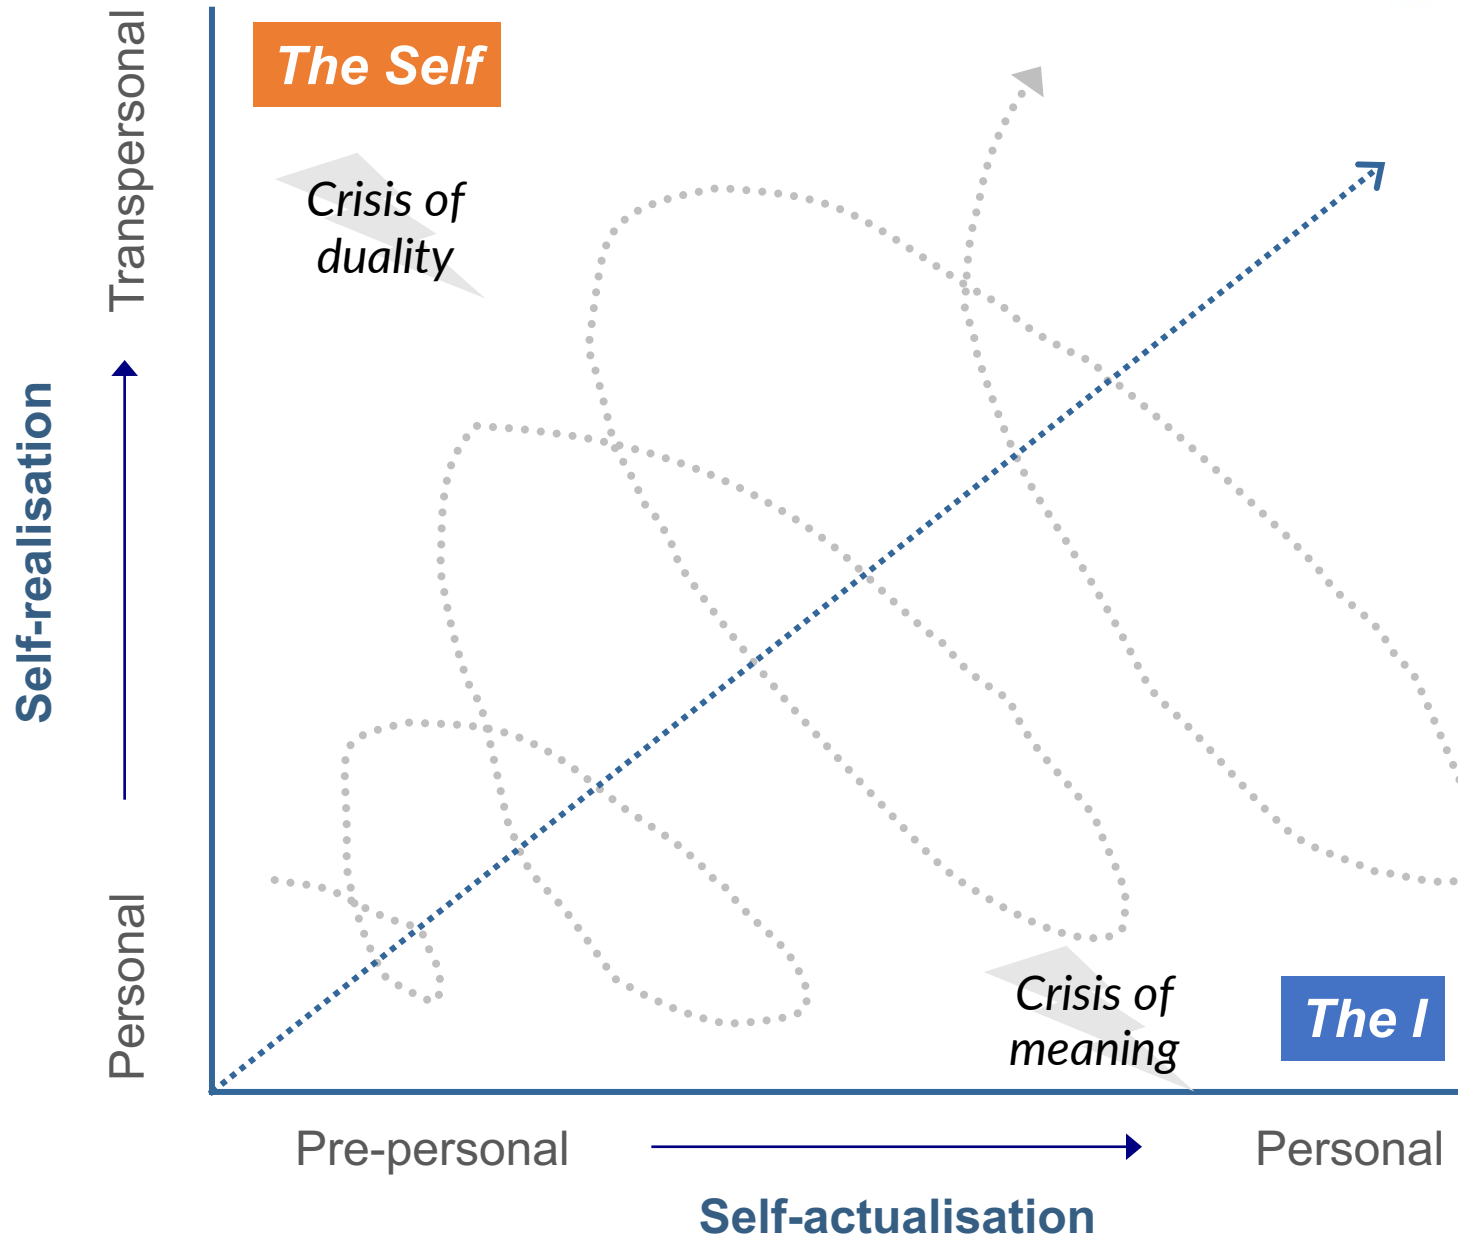 Transpersonal
The Self
Crisis of
duality
Self-realisation
Personal
Crisis of
meaning
The I
Pre-personal
Personal
Self-actualisation